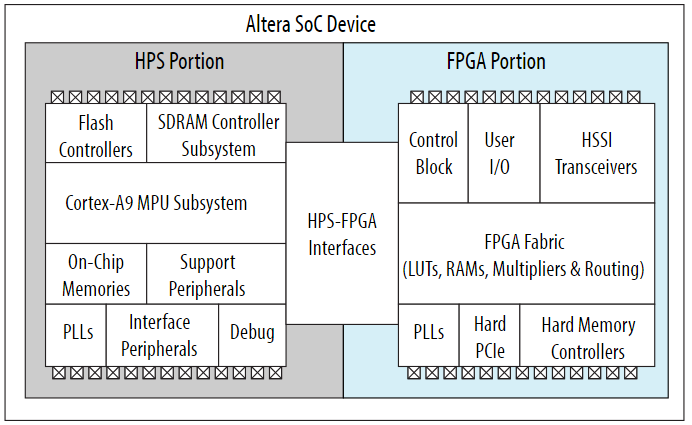 Altera SoC Device
HPS Portion
Flash
Controllers
SDRAM Controller
Subsystem
Cortex-A9 MPU Subsystem
On-Chip
Memories
Support
Peripherals
PLLs
Interface
Peripherals
Debug
HPS-FPGA
Interfaces
FPGA Portion
Control
Block
User
I/O
HSSI
Transceivers
FPGA Fabric
(LUTs, RAMs, Multipliers & Routing)
PLLs
Hard
PCIe
Hard Memory
Controllers